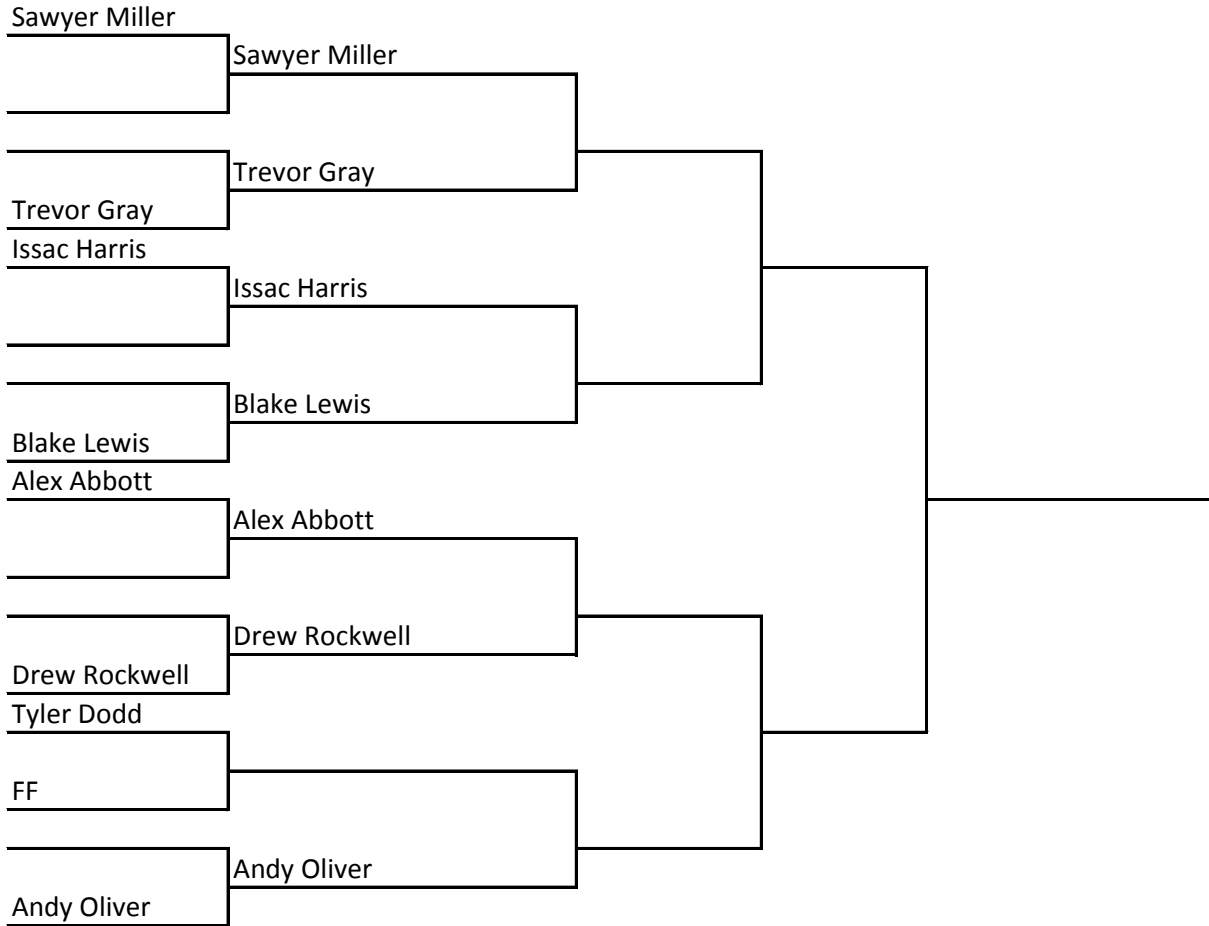 Sawyer Miller
Sawyer Miller
Trevor Gray
Trevor Gray
Issac Harris
Issac Harris
Blake Lewis
Blake Lewis
Alex Abbott
Alex Abbott
Drew Rockwell
Drew Rockwell
Tyler Dodd
FF
Andy Oliver
Andy Oliver